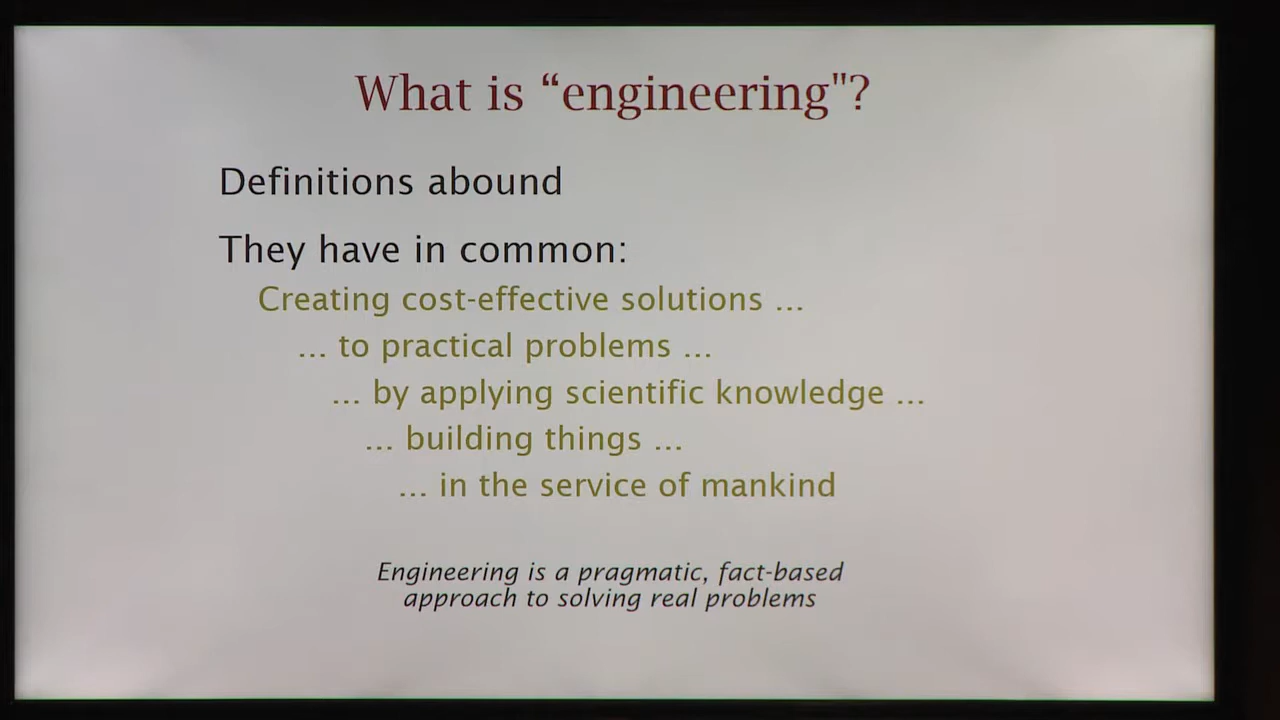 What is “engineering"?
Definitions abound
They have in common:
Creating cost-effective solutions ...
... to practical problems ...
... by applying scientific knowledge ...
... building things ...
... in the service of mankind
Engineering is a pragmatic, fact-based
approach to solving real problems